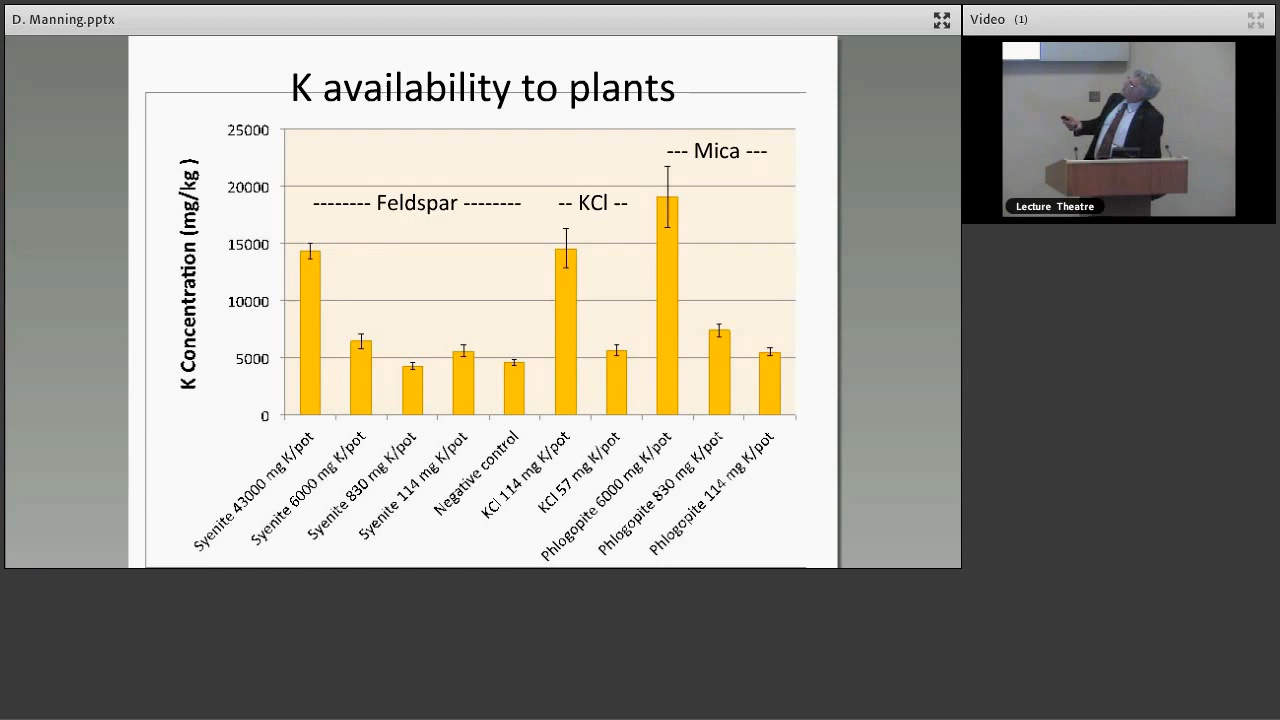 D. Manning.pptx
Video (1)
K availability to plants
K Concentration (mg/kg )
25000
20000
15000
10000
5000
0
--- Mica ---
-------- Feldspar --------
-- KCl --
Syenite 43000 mg K/pot
Syenite 6000 mg K/pot
Syenite 830 mg K/pot
Syenite 114 mg K/pot
Negative control
KCl 114 mg K/pot
KCl 57 mg K/pot
Phlogopite 6000 mg K/pot
Phlogopite 830 mg K/pot
Phlogopite 114 mg K/pot
Lecture Theatre